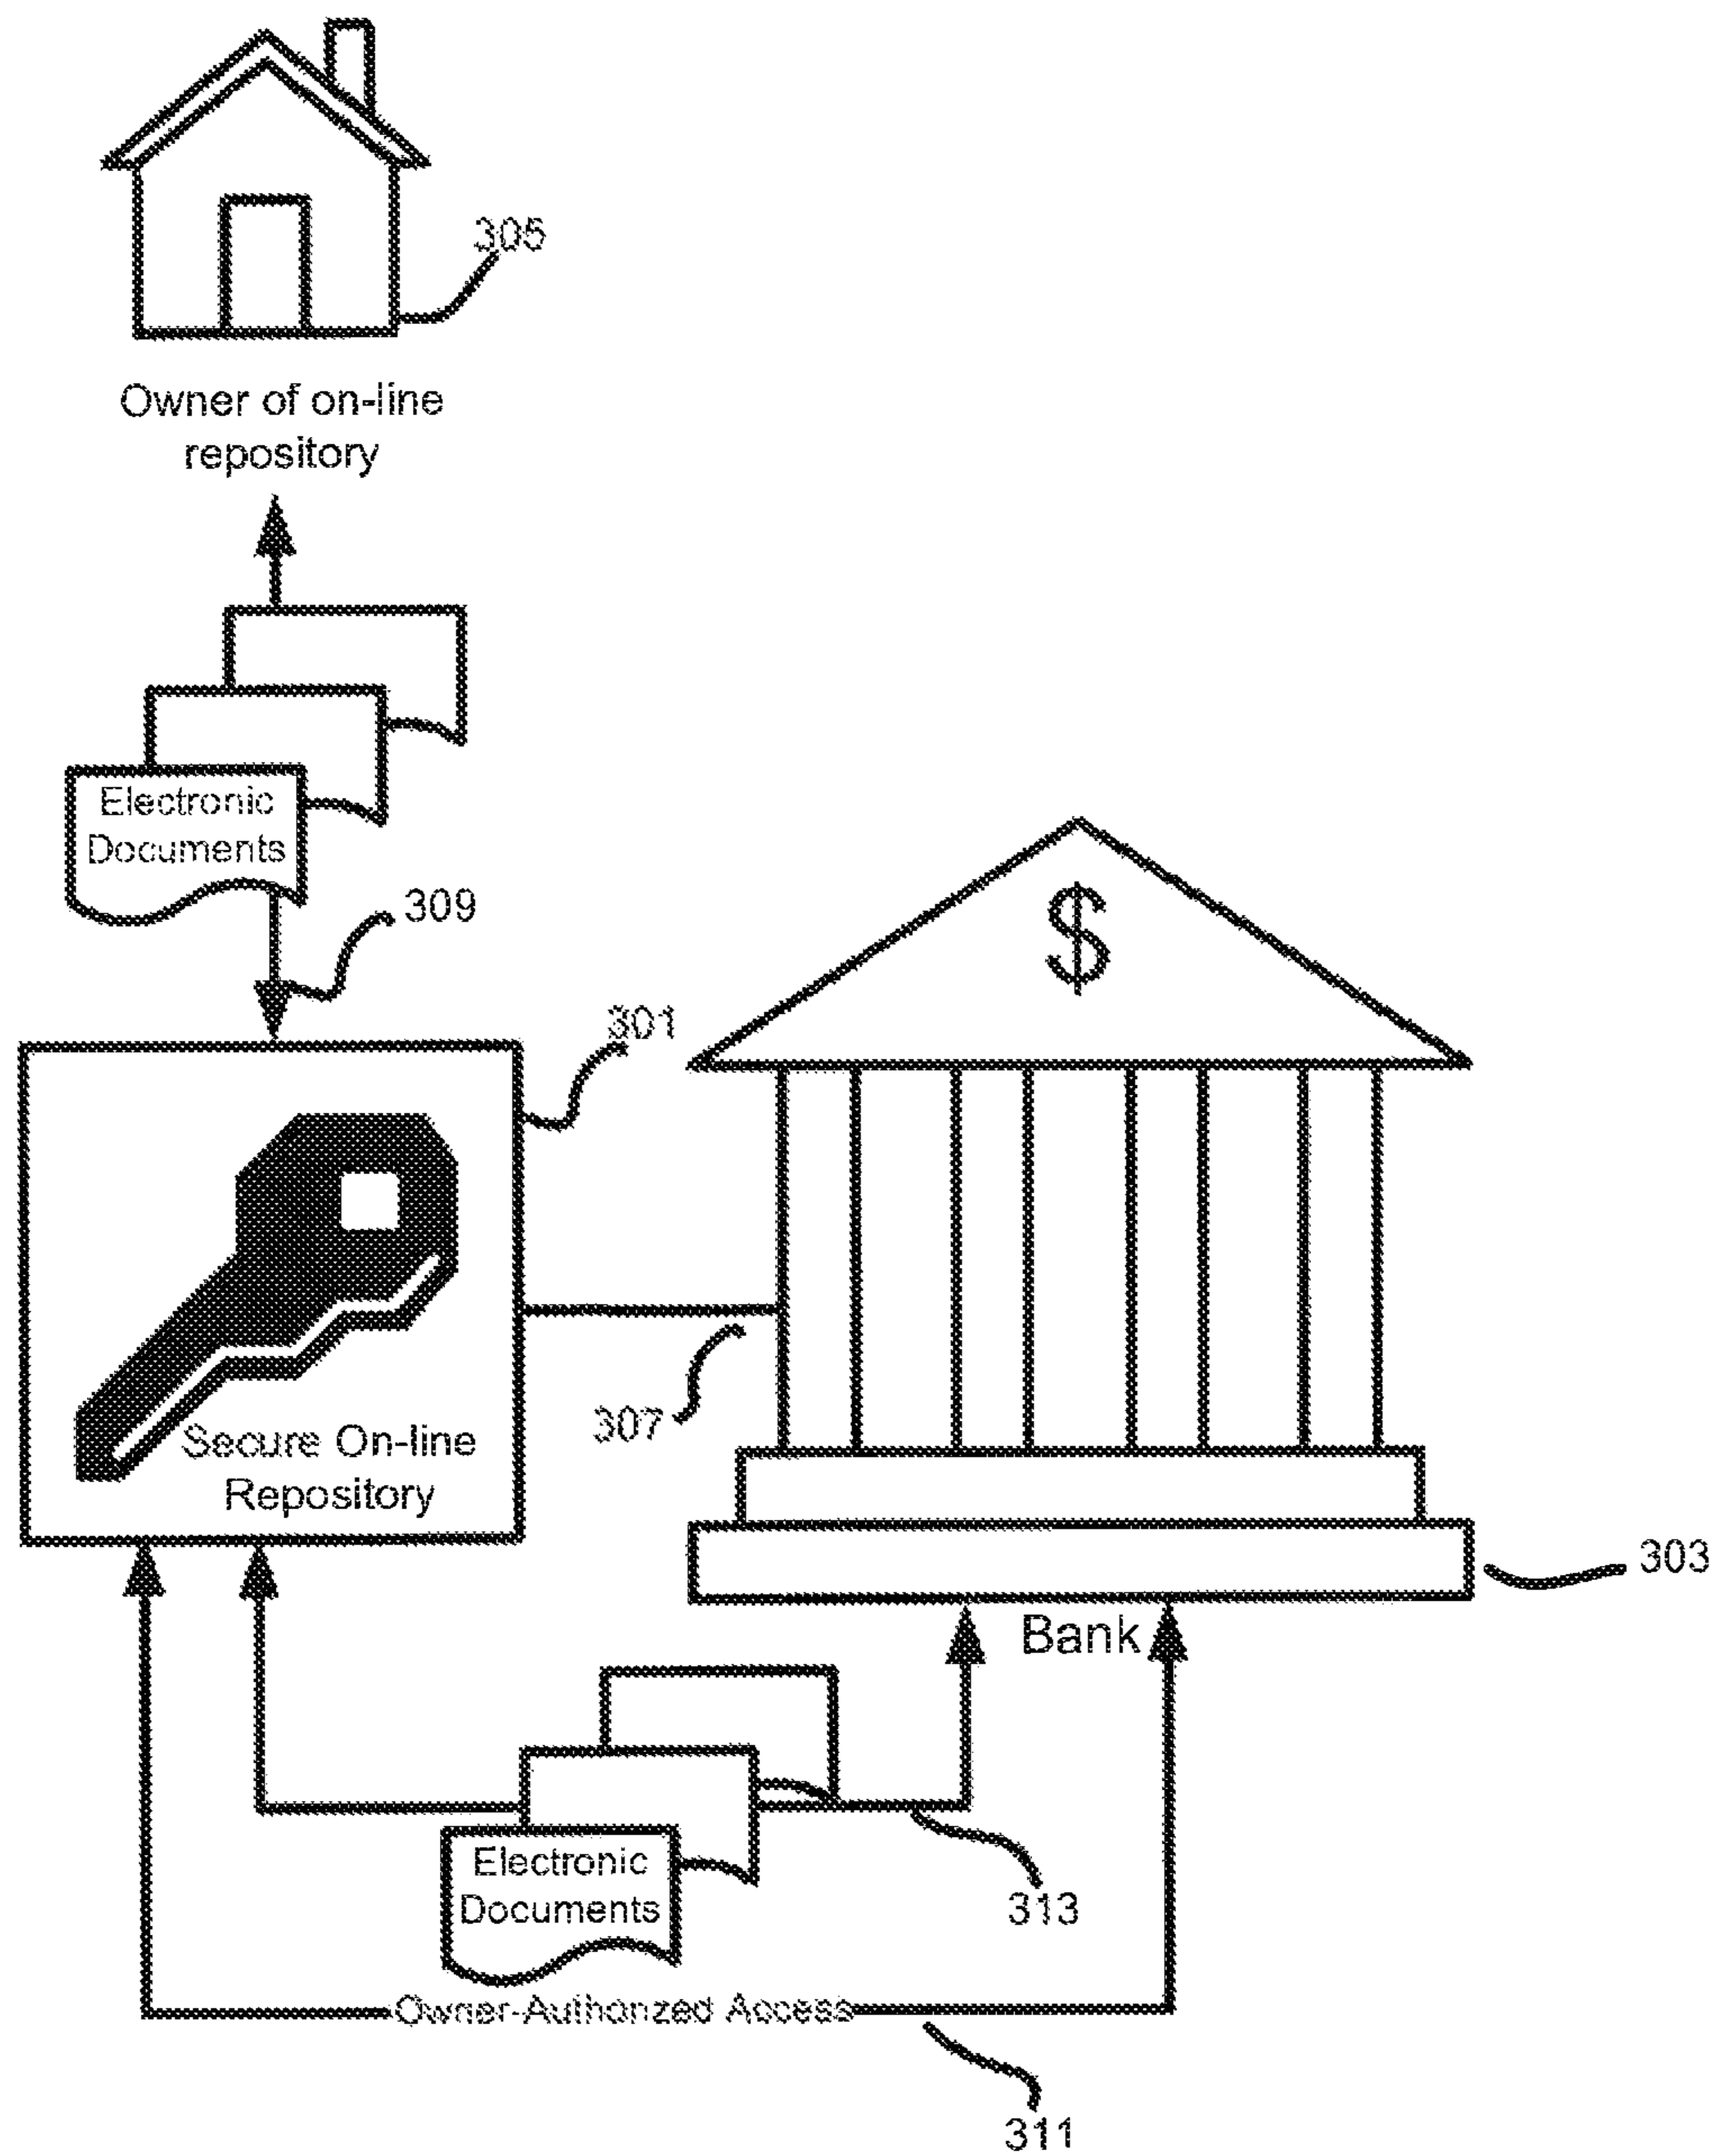 305
Owner of on-line
repository
Electronic
Documents
309
301
$
Secure On-line
Repository
307
303
Bank
Electronic
Documents
313
Owner-Authorized Access
311